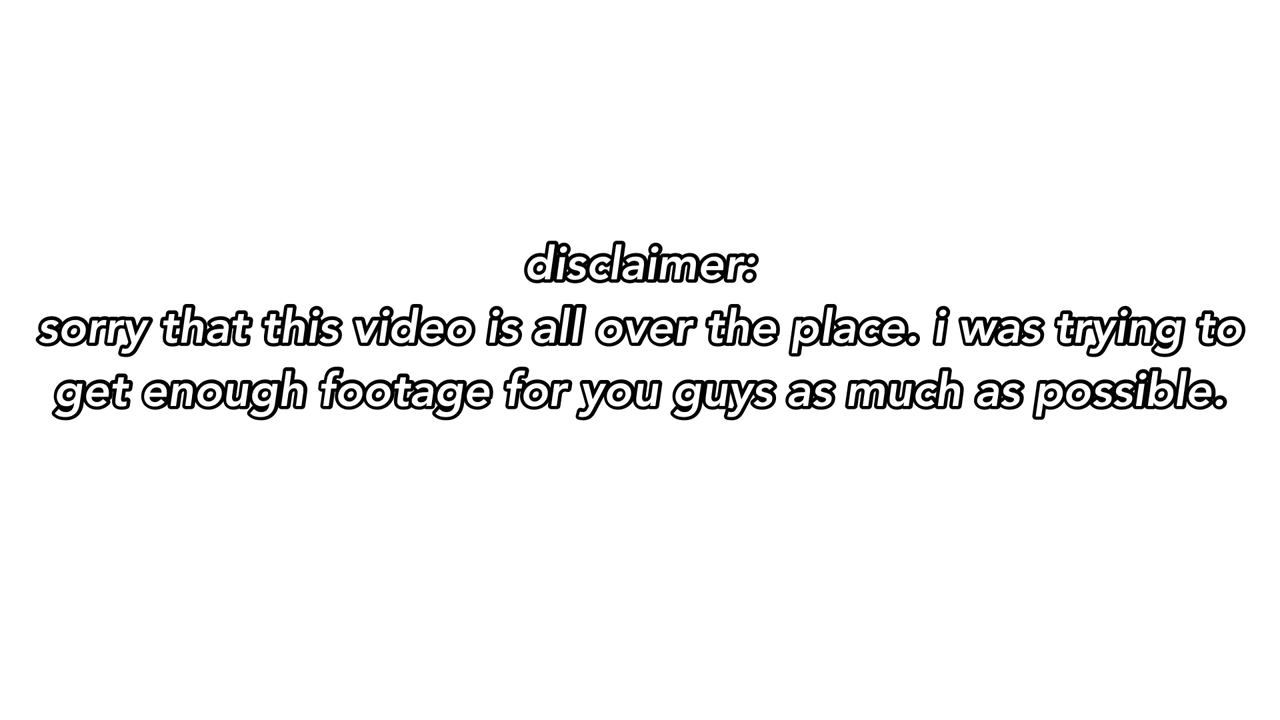 disclaimer:
sorry that this video is all over the place. i was trying to
get enough footage for you guys as much as possible.